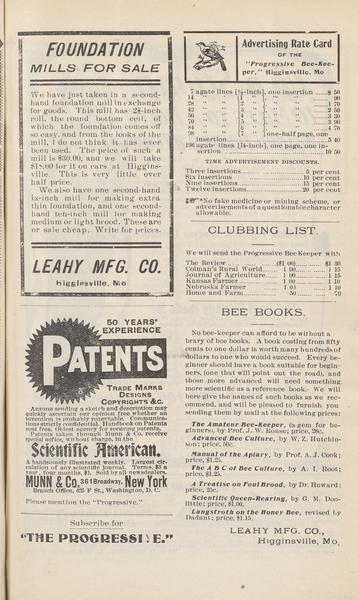 FOUNDATION
MILLS FOR SALE
We have just taken in a second-
hand foundation mill in exchange
for goods. This mill has 2½-inch
roll, the round bottom cell, of
which the foundation comes off
so easy, and from the looks of the
mill, I do not think it has ever
been used. The price of such a
mill is $30.00, and we will take
$18.00 for it on cars at Higgins-
ville. This is very little over
half price.
We also have one second-hand
six-inch mill for making extra
thin foundation, and one second-
hand ten-inch mill for making
medium or light brood. These are
for sale cheap. Write for prices.
LEAHY MFG. CO.
Higginsville, Mo
50 YEARS'
EXPERIENCE
PATENTS
TRADE MARKS
DESIGNS
COPYRIGHTS &C.
Anyone sending a sketch and description may
quickly ascertain our opinion free whether an
invention is probably patentable. Communica-
tions strictly confidential. Handbook on Patents
sent free. Oldest agency for securing patents.
Patents taken through Munn & Co. receive
special notice, without charge, in the
Scientific American.
A handsomely illustrated weekly. Largest cir-
culation of any scientific journal. Terms, $3 a
year; four months, $1. Sold by all newsdealers.
MUNN & Co. 361 Broadway, New York
Branch Office, 625 F St., Washington, D. C.
Please mention the "Progressive."
Subscribe for
"THE PROGRESSIVE."
Advertising Rate Card
OF THE
"Progressive Bee-Kee-
per," Higginsville, Mo
7 agate lines [½-inch], one insertion $ 50
14 90
28 1 70
42 2 50
56 3 30
70 3 90
84 4 70
98 one-half page, one
insertion 5 40
196 agate lines [14-inch], one page, one in-
sertion 10 50
TIME ADVERTISEMENT DISCOUNTS.
Three insertions 5 per cent
Six insertions 10 per cent
Nine insertions 15 per cent
Twelve insertions 20 per cent
No fake medicine or mining scheme, or
advertisements of a questionable character
allowable.
CLUBBING LIST.
We will send the Progressive Bee Keeper with
The Review ($1 00) $1 30
Colman's Rural World 1 00 1 35
Journal of Agriculture 1 00 1 15
Kansas Farmer 1 00 1 10
Nebraska Farmer 1 00 1 10
Home and Farm 50 70
BEE BOOKS.
No bee-keeper can afford to be without a
library of bee books. A book costing from fifty
cents to one dollar is worth many hundreds of
dollars to one who would succeed. Every be-
ginner should have a book suitable for begin-
ners, (one that will point out the road), and
those more advanced will need something
more scientific as a reference book. We will
here give the names of such books as we rec-
ommend, and will be pleased to furnish you
sending them by mail at the following prices:
The Amateur Bee-Keeper, (a gem for be-
ginners), by Prof. J. W. Rouse; price, 28c.
Advanced Bee Culture, by W. Z. Hutchin-
son; price, 50c.
Manual of the Apiary, by Prof. A. J. Cook;
price, $1.25.
The A B C of Bee Culture, by A. I. Root;
price, $1.25.
A Treatise on Foul Brood, by Dr. Howard;
price, 25c.
Scientific Queen-Rearing, by G. M. Doo-
little; price, $1.00.
Langstroth on the Honey Bee, revised by
Dadant; price, $1.15.
LEAHY MFG. CO.,
Higginsville, Mo.